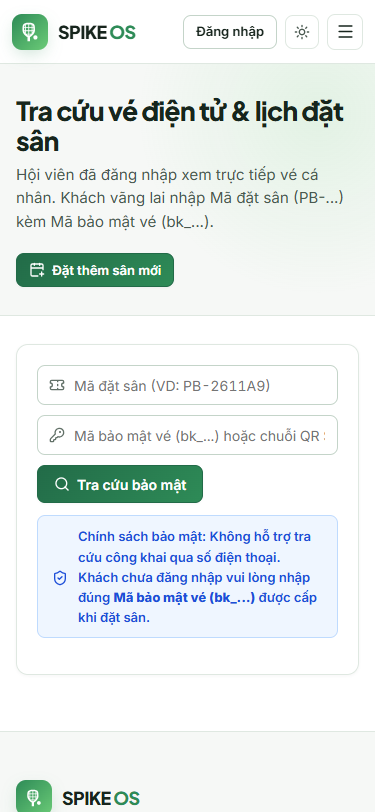 SPIKE OS
Đăng nhập
Tra cứu vé điện tử & lịch đặt
sân
Hội viên đã đăng nhập xem trực tiếp vé cá
nhân. Khách vãng lai nhập Mã đặt sân (PB-...)
kèm Mã bảo mật vé (bk_...).
Đặt thêm sân mới
Mã đặt sân (VD: PB-2611A9)
Mã bảo mật vé (bk_...) hoặc chuỗi QR
Tra cứu bảo mật
Chính sách bảo mật: Không hỗ trợ tra
cứu công khai qua số điện thoại.
Khách chưa đăng nhập vui lòng nhập
đúng Mã bảo mật vé (bk_...) được cấp
khi đặt sân.
SPIKE OS